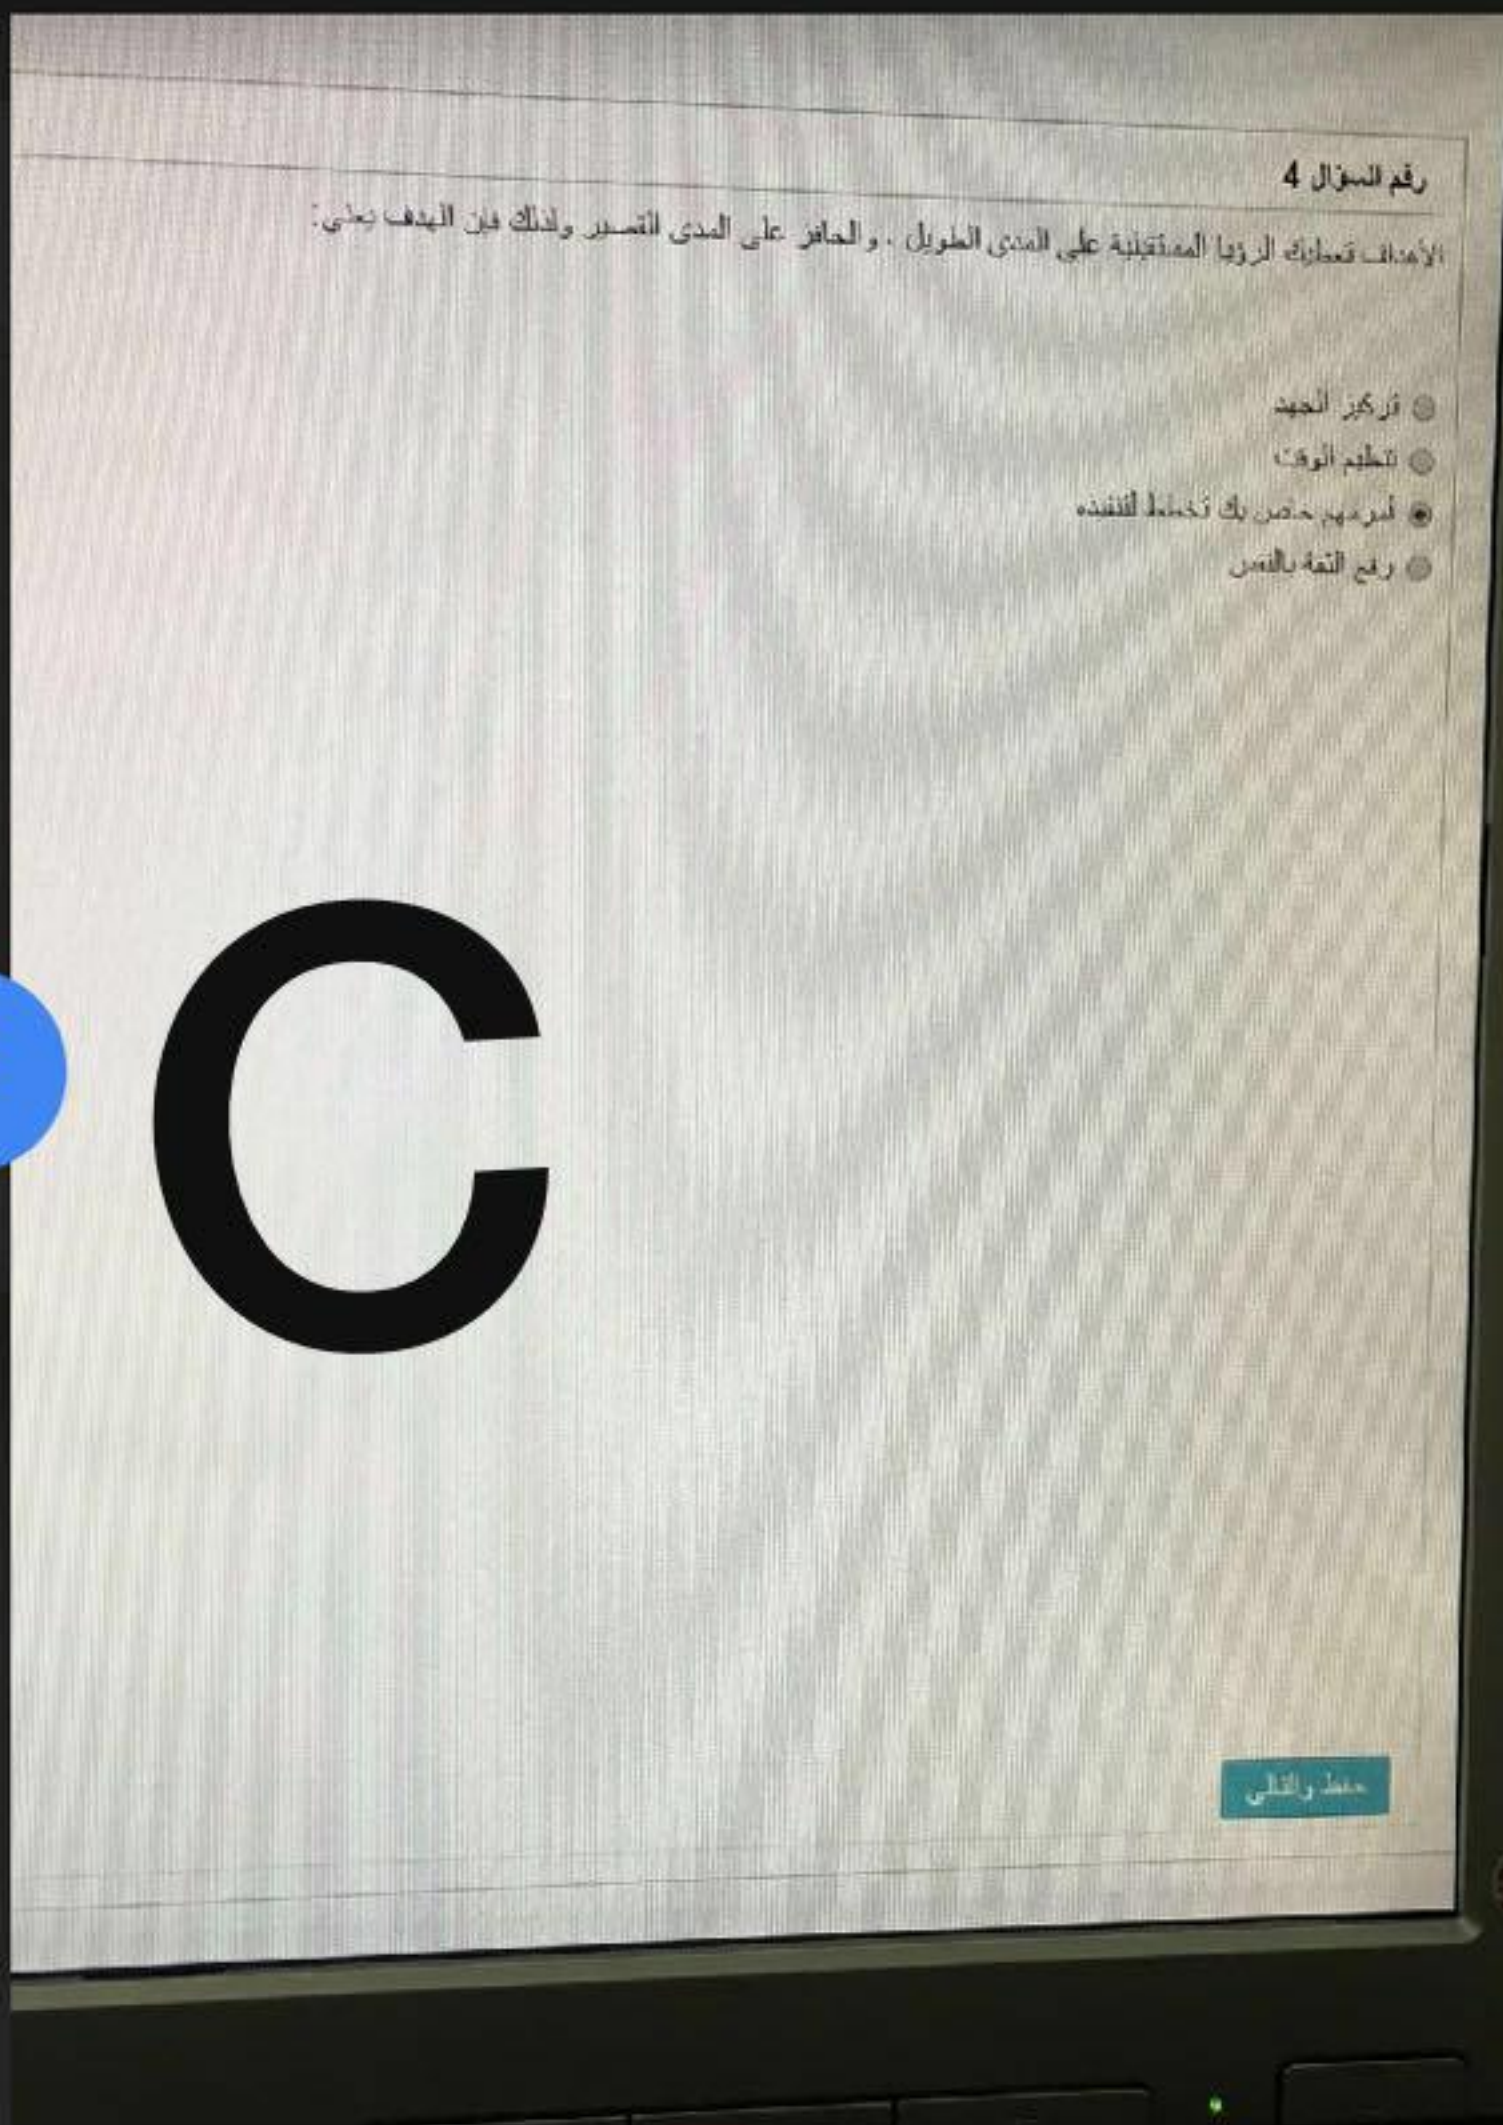 رقم السؤال 4
الأهداف تعطيك الرؤيا المستقبلية على المدى الطويل ، و الحافز على المدى القصير ولذلك فإن الهدف يعني:
تركيز الجهد
تنظيم الوقت
أمر مهم خاص بك تخطط لتنفيذه
رفع الثقة بالنفس
C
حفظ والتالي